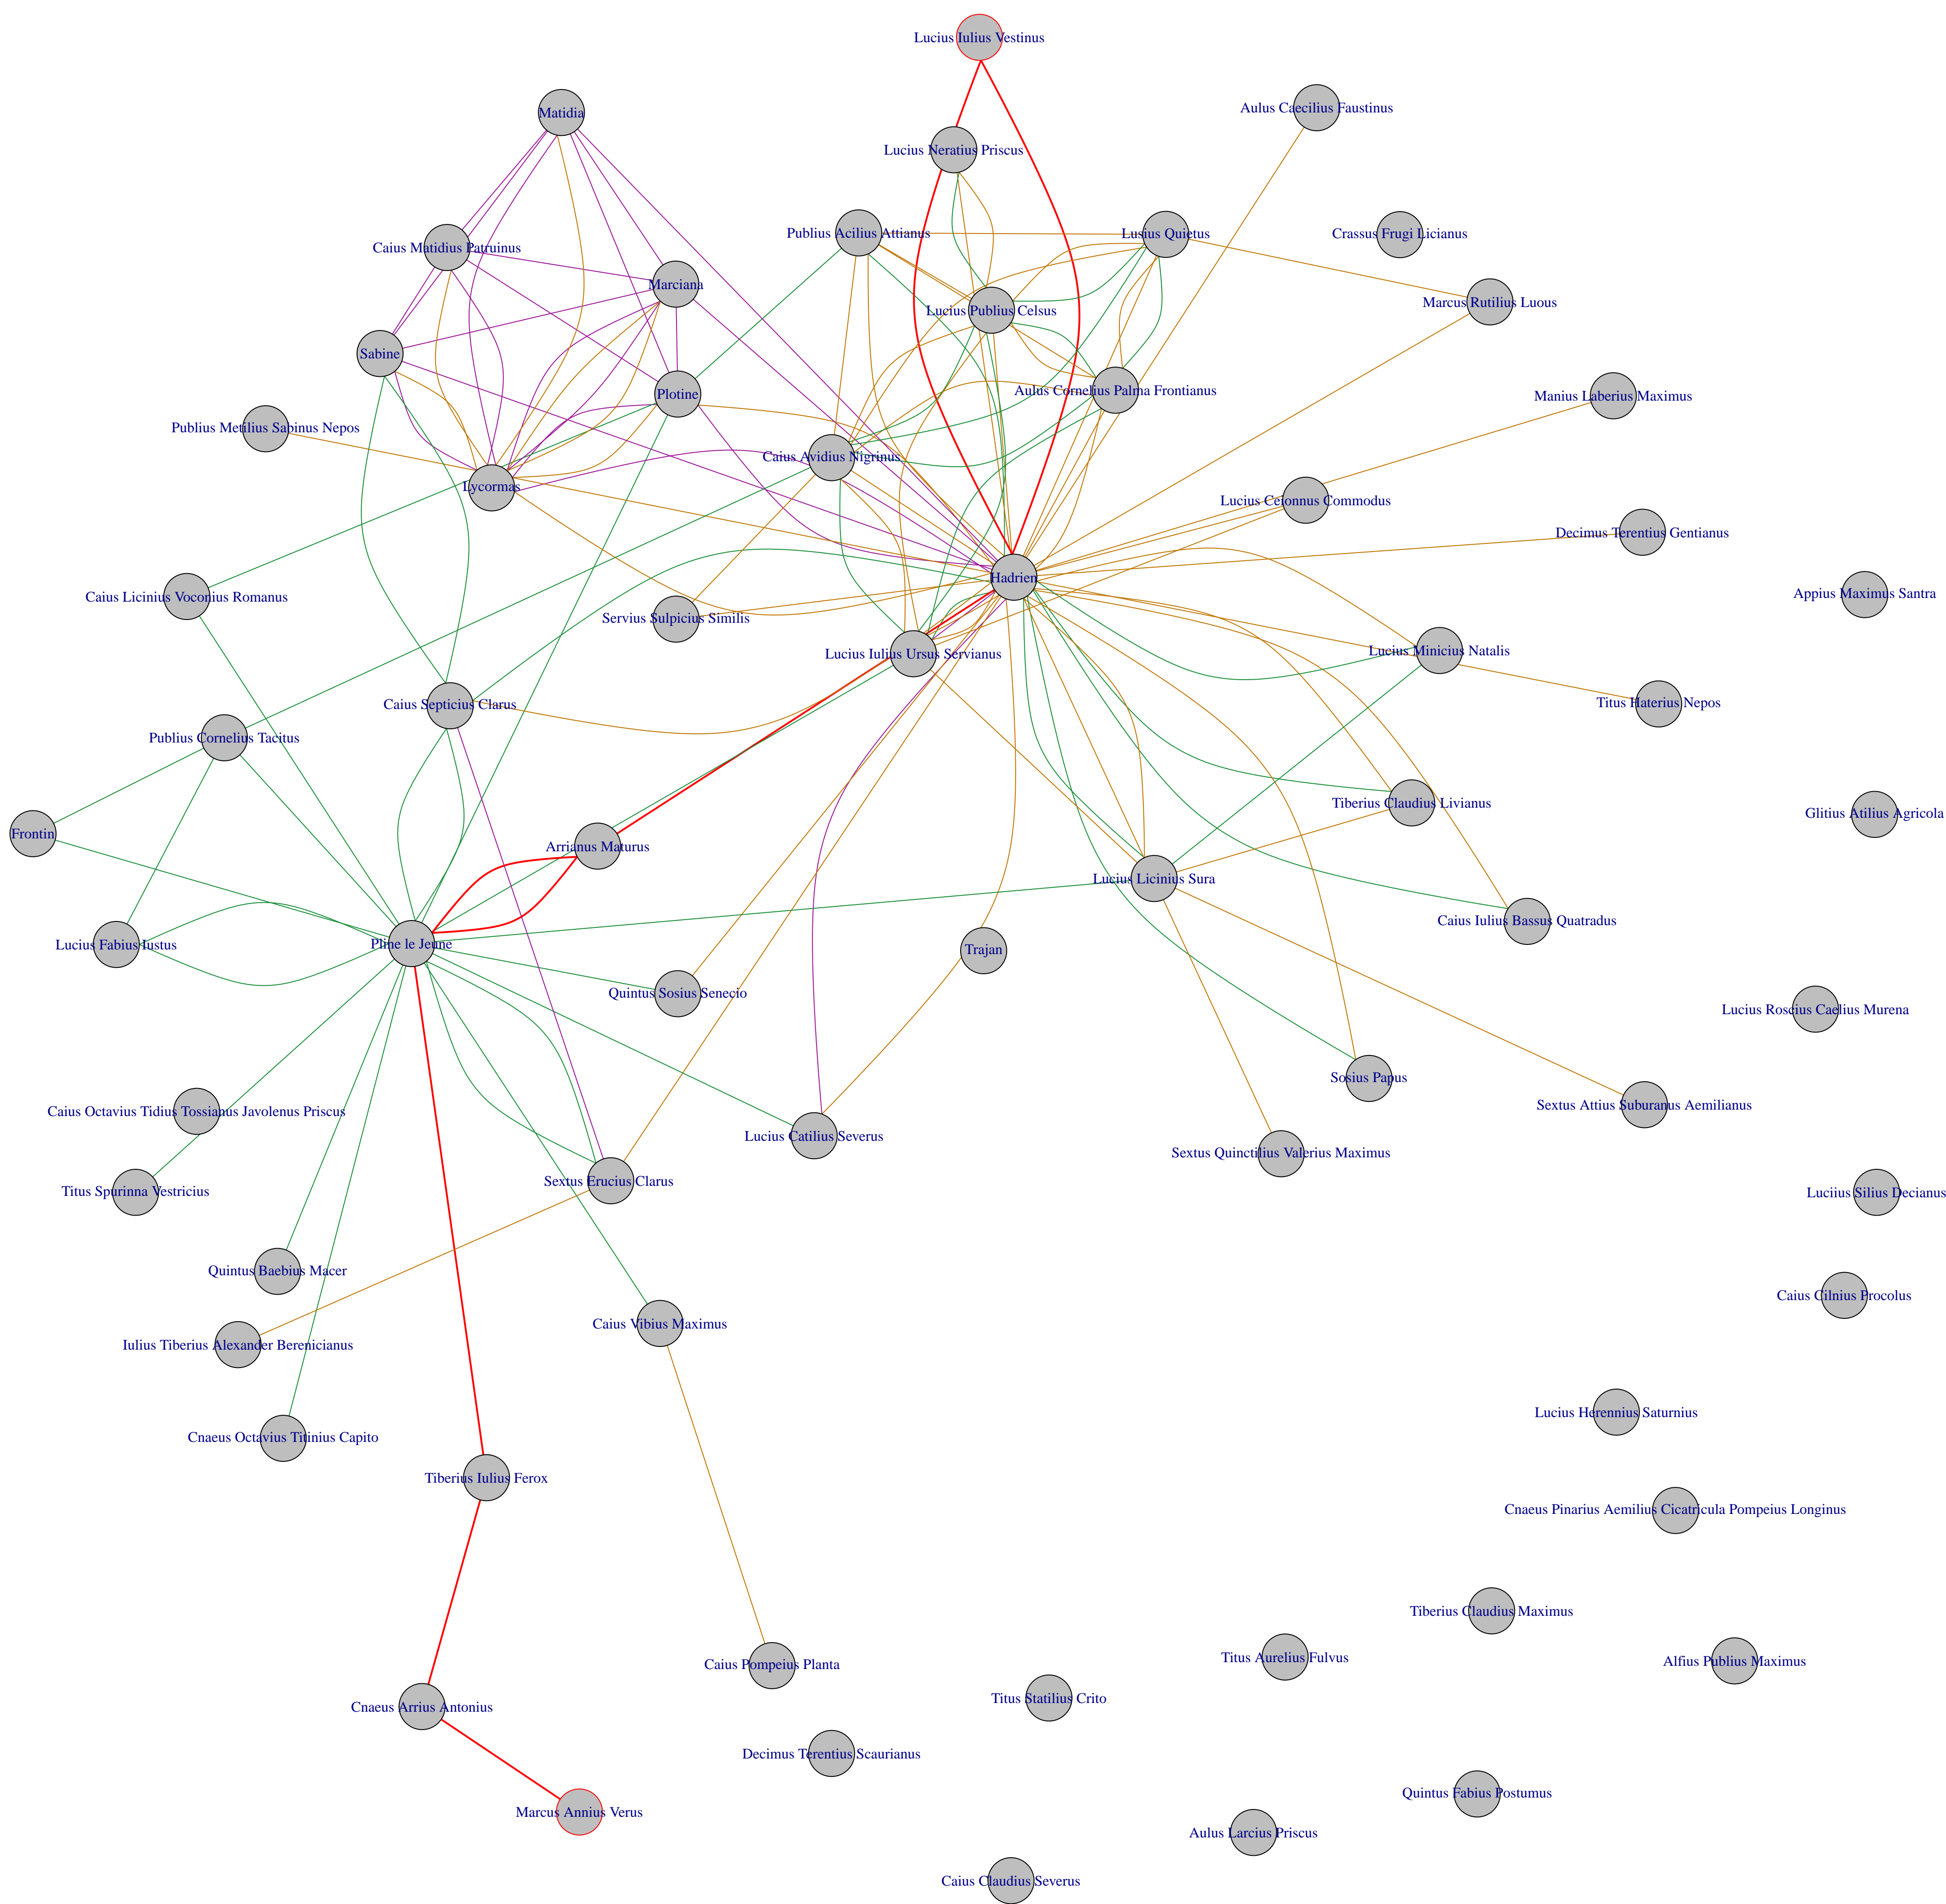 Lucius Iulius Vestinus
Aulus Caecilius Faustinus
Matidia
Lucius Neratius Priscus
Publius Acilius Attianus
Lusius Quietus
Crassus Frugi Licianus
Caius Matidius Patruinus
Marciana
Marcus Rutilius Luous
Lucius Publius Celsus
Sabine
Plotine
Aulus Cornelius Palma Frontianus
Manius Laberius Maximus
Publius Metilius Sabinus Nepos
Caius Avidius Nigrinus
Lycormas
Lucius Ceionnus Commodus
Decimus Terentius Gentianus
Hadrien
Caius Licinius Voconius Romanus
Appius Maximus Santra
Servius Sulpicius Similis
Lucius Iulius Ursus Servianus
Lucius Minicius Natalis
Caius Septicius Clarus
Titus Haterius Nepos
Publius Cornelius Tacitus
Tiberius Claudius Livianus
Glitius Atilius Agricola
Frontin
Arrianus Maturus
Lucius Licinius Sura
Caius Iulius Bassus Quatradus
Lucius Fabius Iustus
Pline le Jeune
Trajan
Quintus Sosius Senecio
Lucius Roscius Caelius Murena
Sosius Papus
Caius Octavius Tidius Tossianus Javolenus Priscus
Sextus Attius Suburanus Aemilianus
Lucius Catilius Severus
Sextus Quinctilius Valerius Maximus
Sextus Erucius Clarus
Titus Spurinna Vestricius
Luciius Silius Decianus
Quintus Baebius Macer
Caius Cilnius Procolus
Caius Vibius Maximus
Iulius Tiberius Alexander Berenicianus
Lucius Herennius Saturnius
Cnaeus Octavius Titinius Capito
Tiberius Iulius Ferox
Cnaeus Pinarius Aemilius Cicatricula Pompeius Longinus
Tiberius Claudius Maximus
Titus Aurelius Fulvus
Alfius Publius Maximus
Caius Pompeius Planta
Titus Statilius Crito
Cnaeus Arrius Antonius
Decimus Terentius Scaurianus
Quintus Fabius Postumus
Marcus Annius Verus
Aulus Larcius Priscus
Caius Claudius Severus